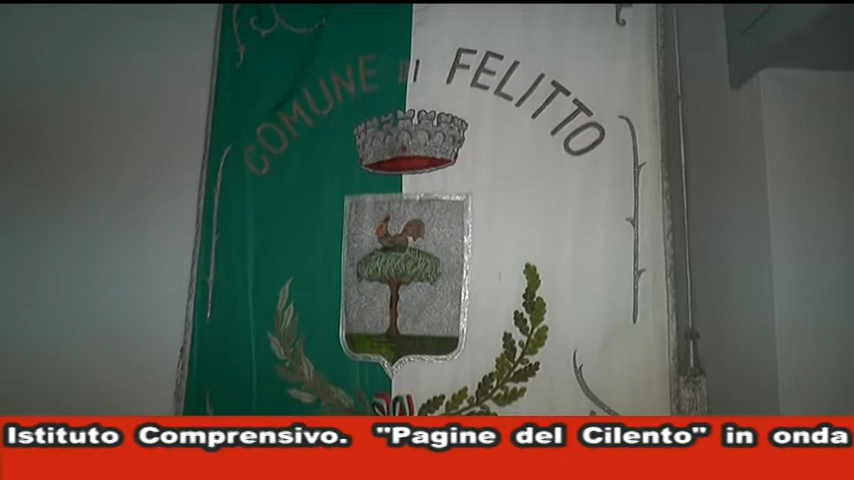 COMUNE DI FELITTO
Istituto Comprensivo. "Pagine del Cilento" in onda